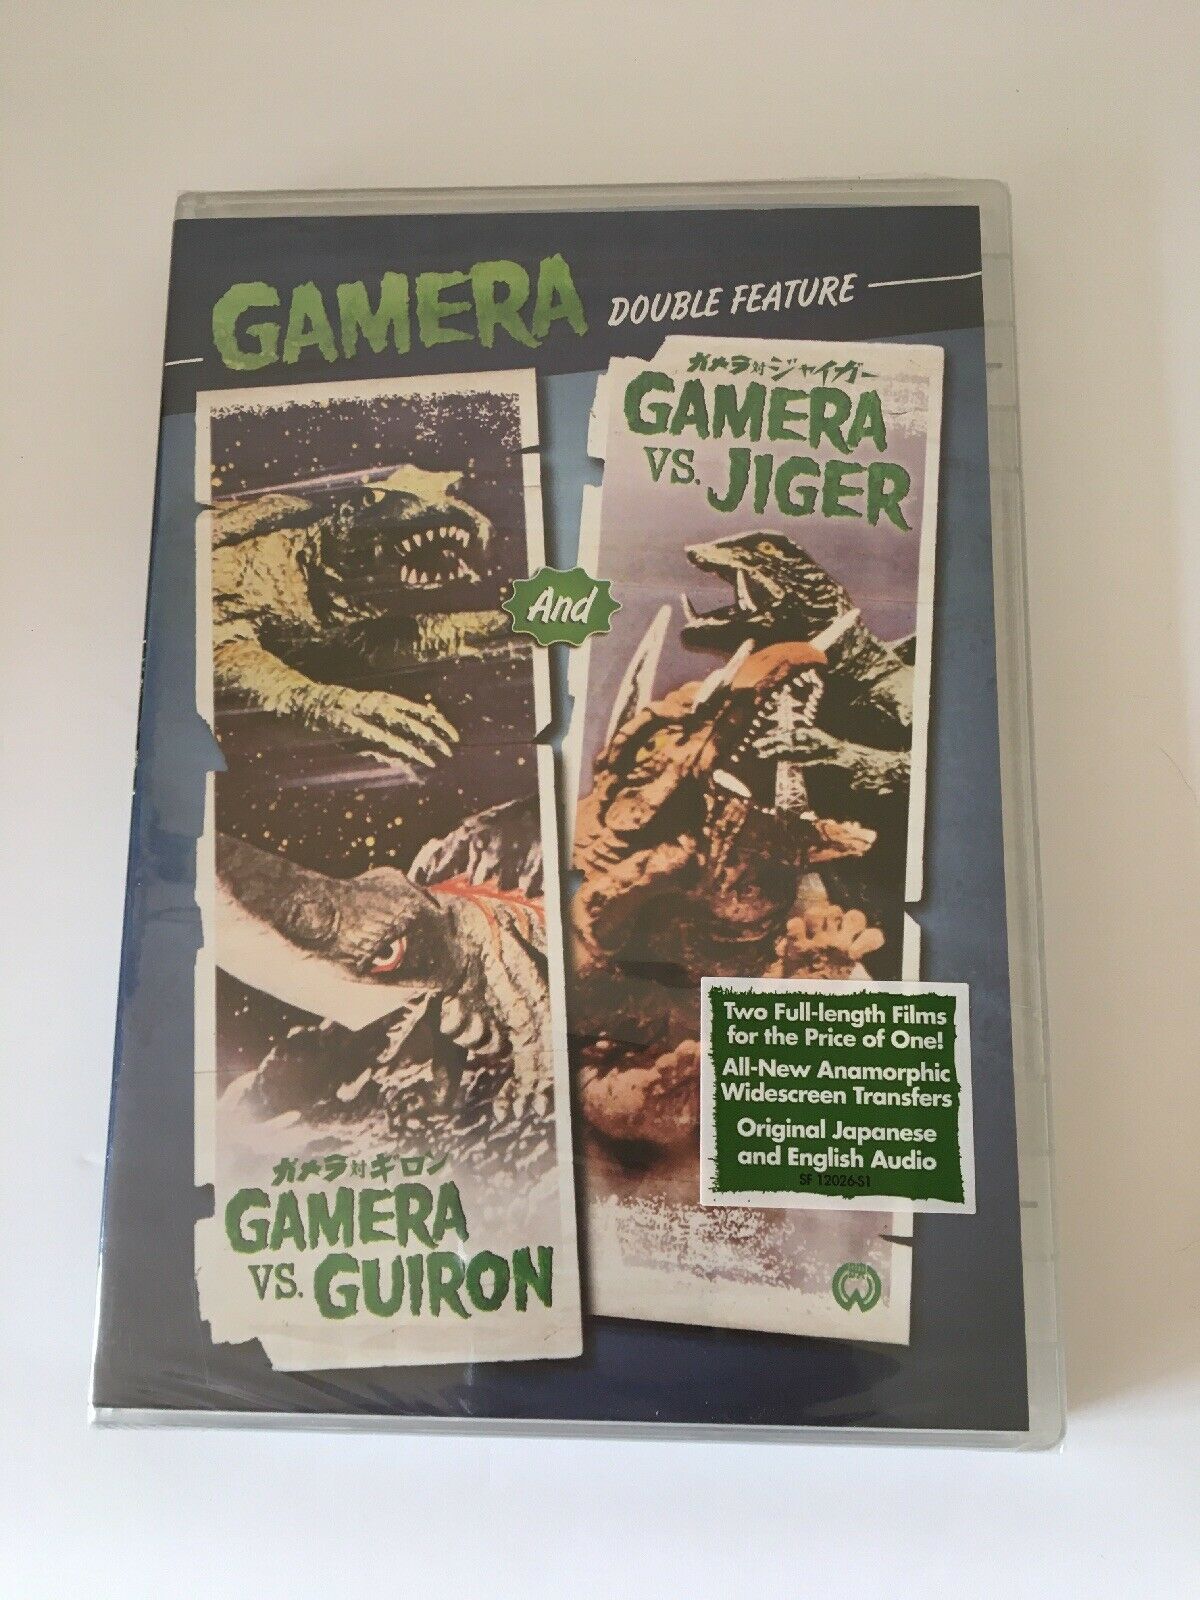 GAMERA DOUBLE FEATURE
ガメラ対ジャイガー
GAMERA
VS. JIGER
And
ガメラ対ギロン
GAMERA
VS. GUIRON
Two Full-length Films
for the Price of One!
All-New Anamorphic
Widescreen Transfers
Original Japanese
and English Audio
SF 12026-S1